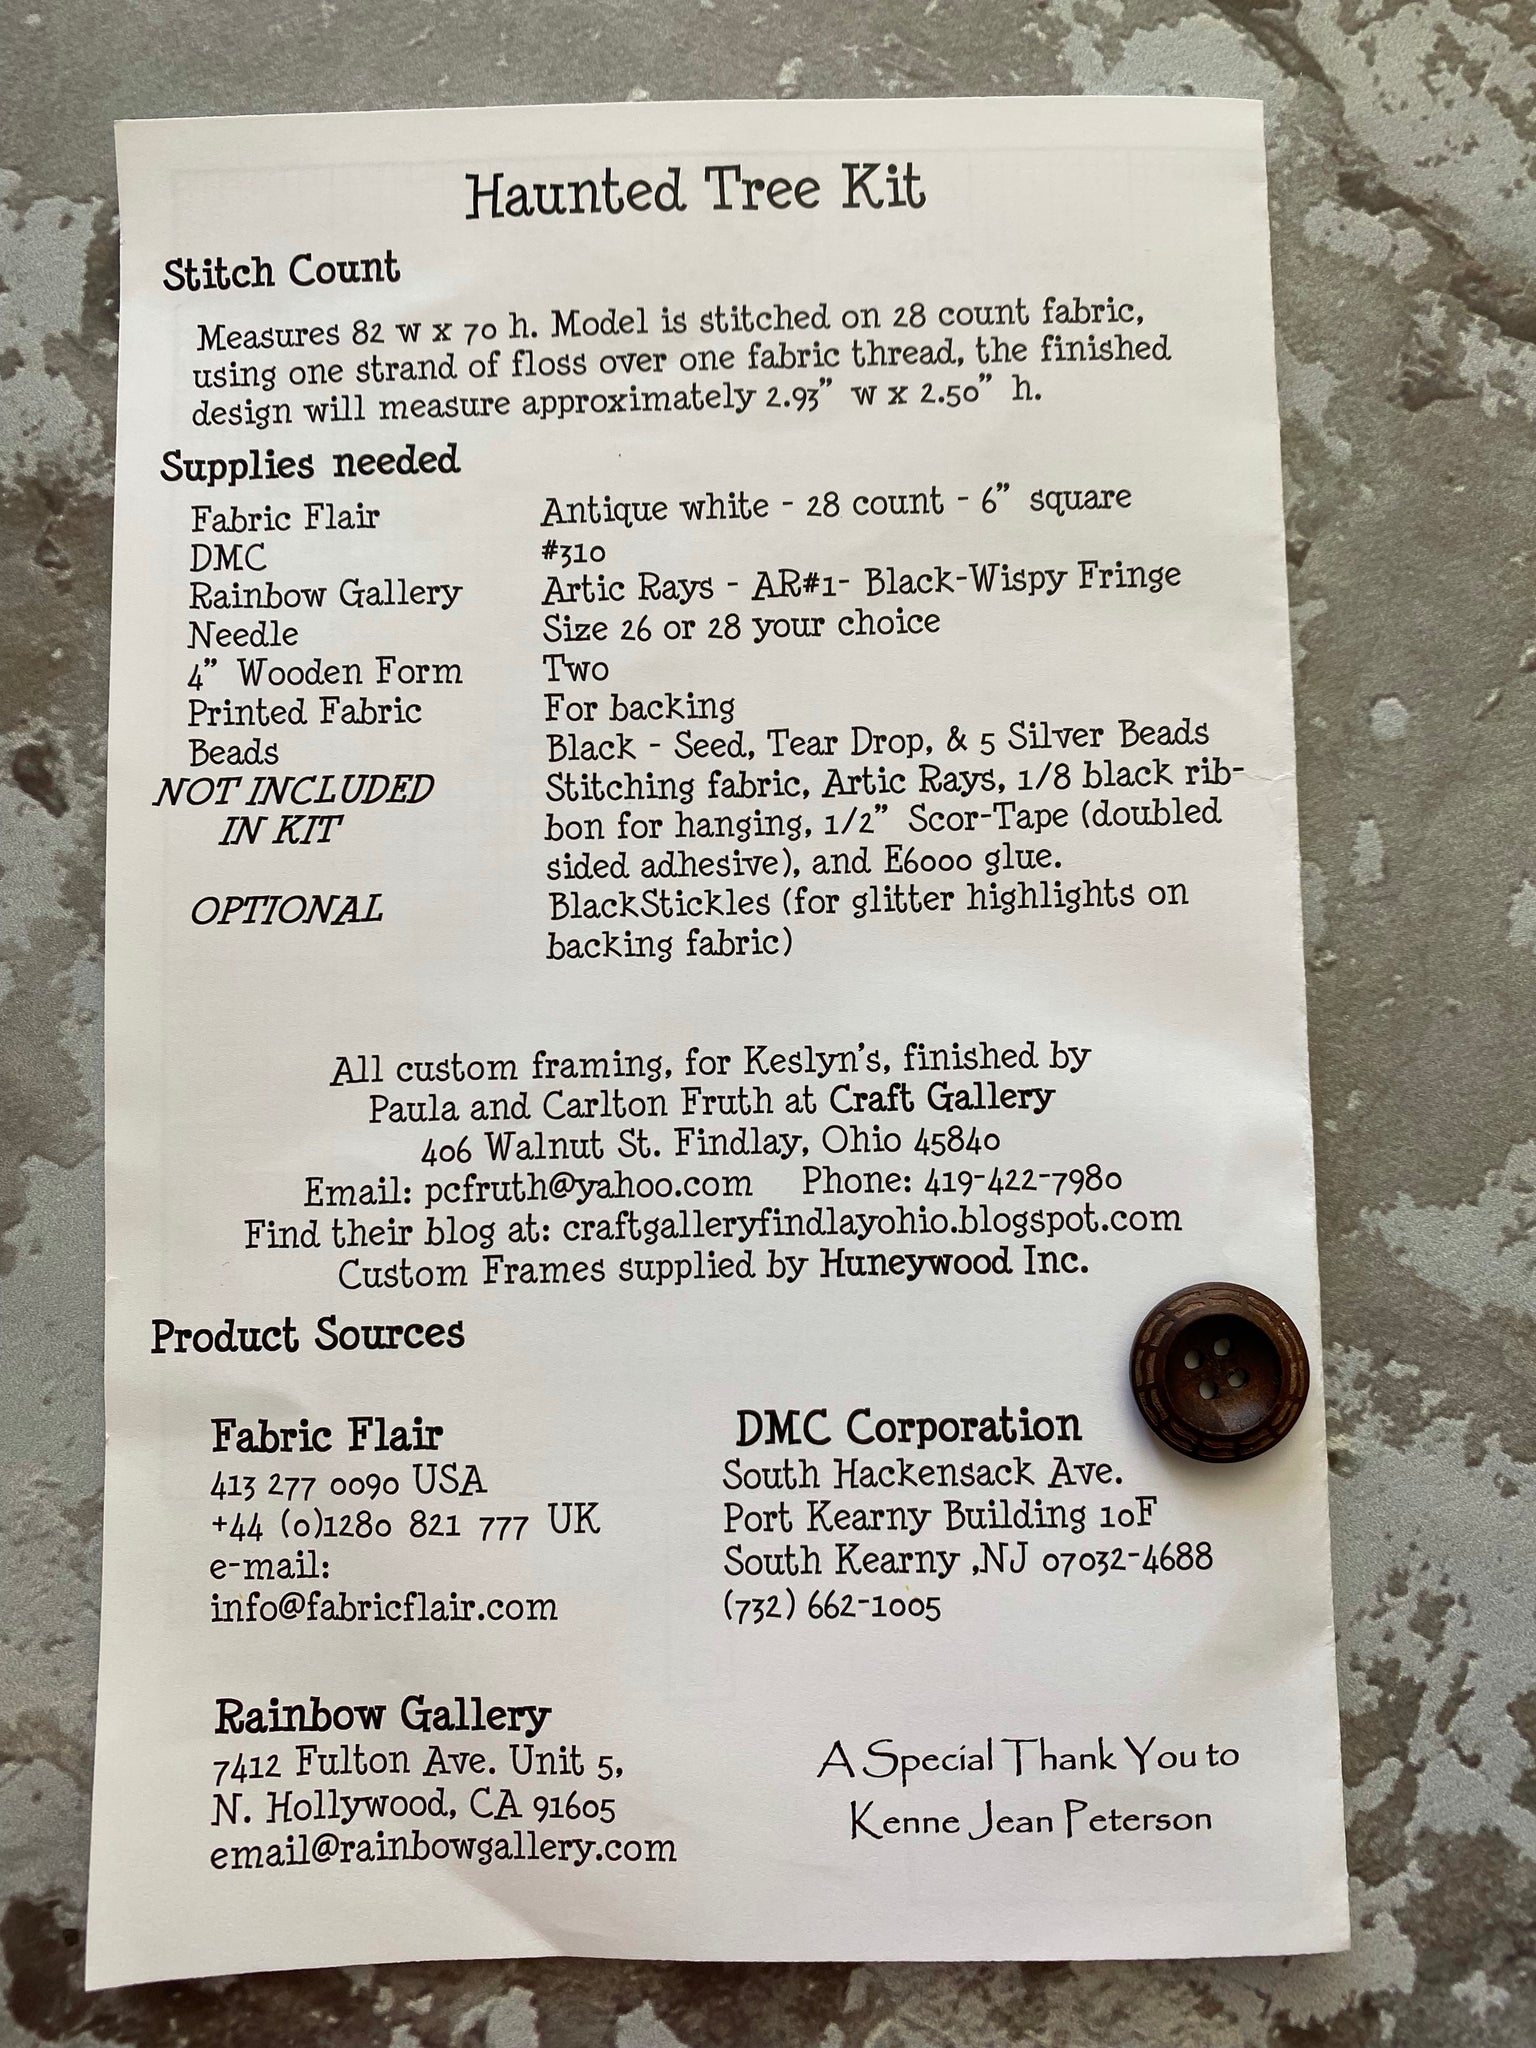 Haunted Tree Kit
Stitch Count
Measures 82 w x 70 h. Model is stitched on 28 count fabric,
using one strand of floss over one fabric thread, the finished
design will measure approximately 2.93” w x 2.50” h.
Supplies needed
Fabric Flair Antique white - 28 count - 6” square
DMC #310
Rainbow Gallery Artic Rays - AR#1- Black-Wispy Fringe
Needle Size 26 or 28 your choice
4” Wooden Form Two
Printed Fabric For backing
Beads Black - Seed, Tear Drop, & 5 Silver Beads
NOT INCLUDED Stitching fabric, Artic Rays, 1/8 black rib-
IN KIT bon for hanging, 1/2” Scor-Tape (doubled
sided adhesive), and E6000 glue.
OPTIONAL BlackStickles (for glitter highlights on
backing fabric)
All custom framing, for Keslyn’s, finished by
Paula and Carlton Fruth at Craft Gallery
406 Walnut St. Findlay, Ohio 45840
Email: pcfruth@yahoo.com Phone: 419-422-7980
Find their blog at: craftgalleryfindlayohio.blogspot.com
Custom Frames supplied by Huneywood Inc.
Product Sources
Fabric Flair
413 277 0090 USA
+44 (0)1280 821 777 UK
e-mail:
info@fabricflair.com
DMC Corporation
South Hackensack Ave.
Port Kearny Building 10F
South Kearny ,NJ 07032-4688
(732) 662-1005
Rainbow Gallery
7412 Fulton Ave. Unit 5,
N. Hollywood, CA 91605
email@rainbowgallery.com
A Special Thank You to
Kenne Jean Peterson